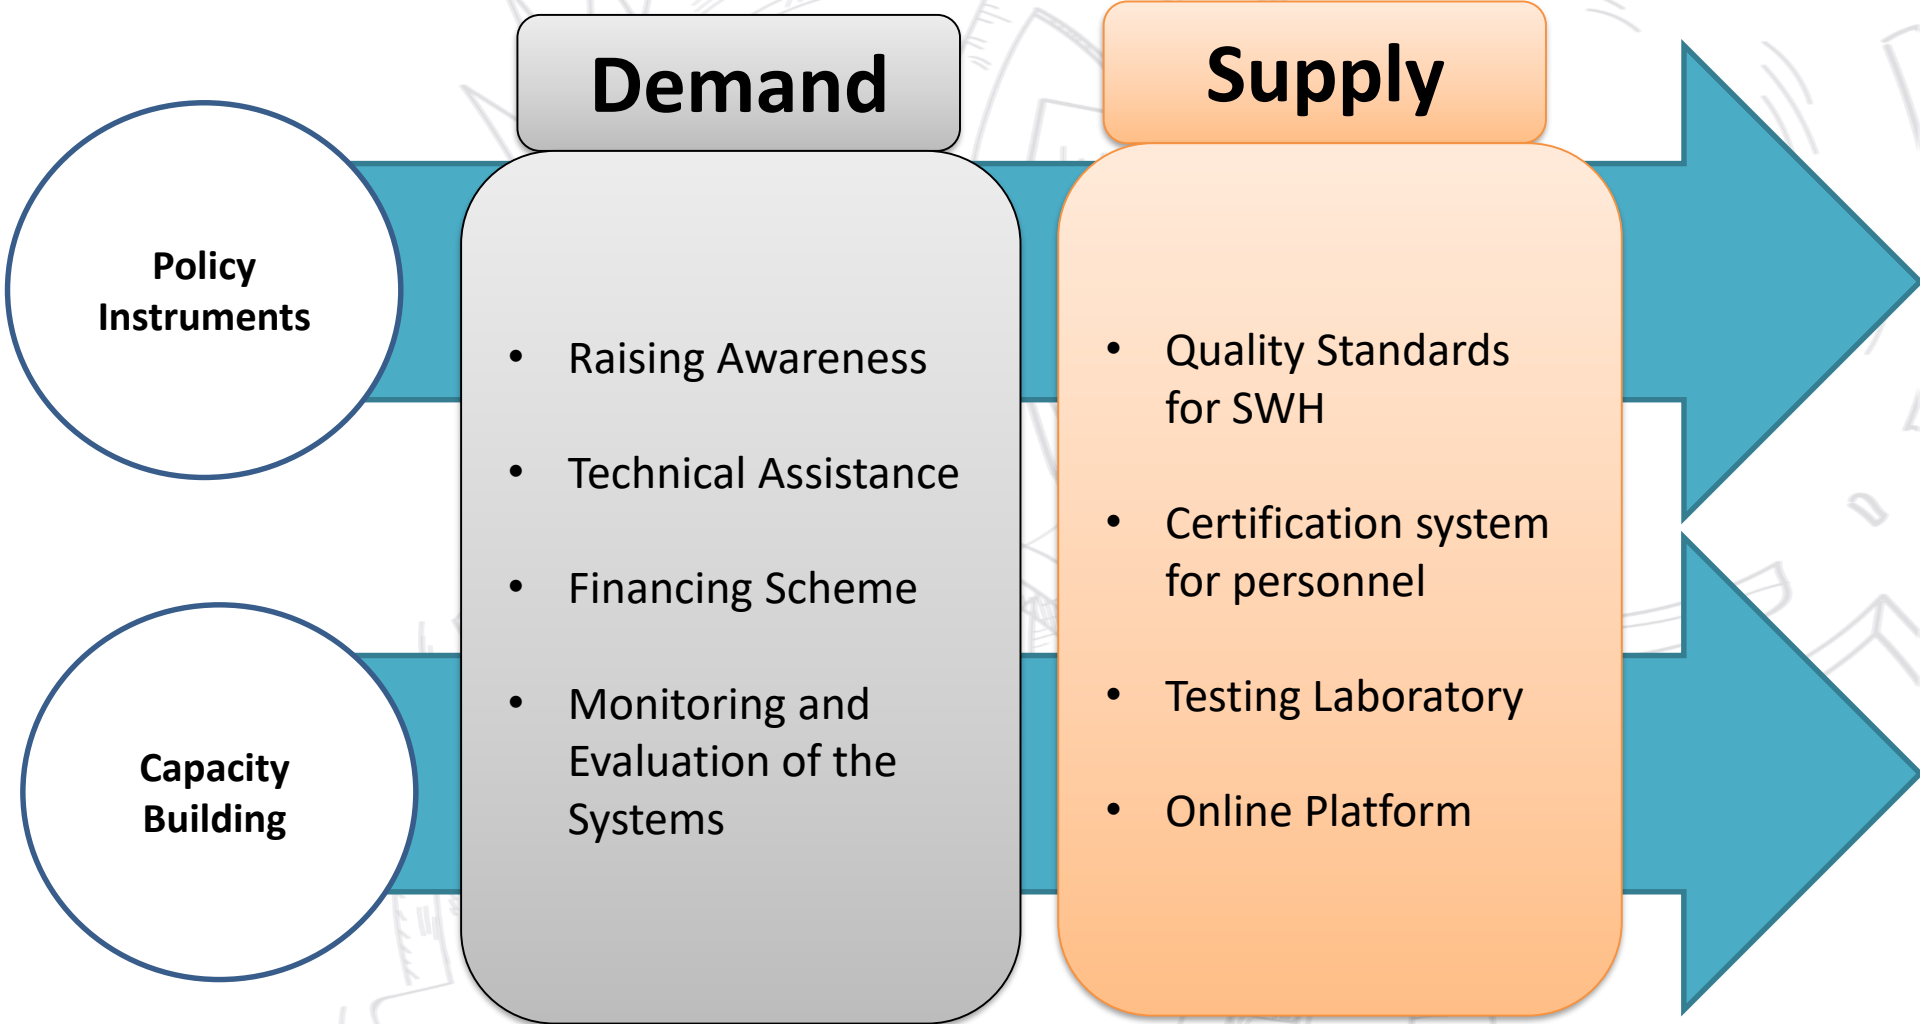 Demand
Supply
Policy
Instruments
Capacity
Building
• Raising Awareness
• Technical Assistance
• Financing Scheme
• Monitoring and
Evaluation of the
Systems
• Quality Standards
for SWH
• Certification system
for personnel
• Testing Laboratory
• Online Platform